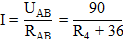 I = U_AB / R_AB = 90 / (R_4 + 36)